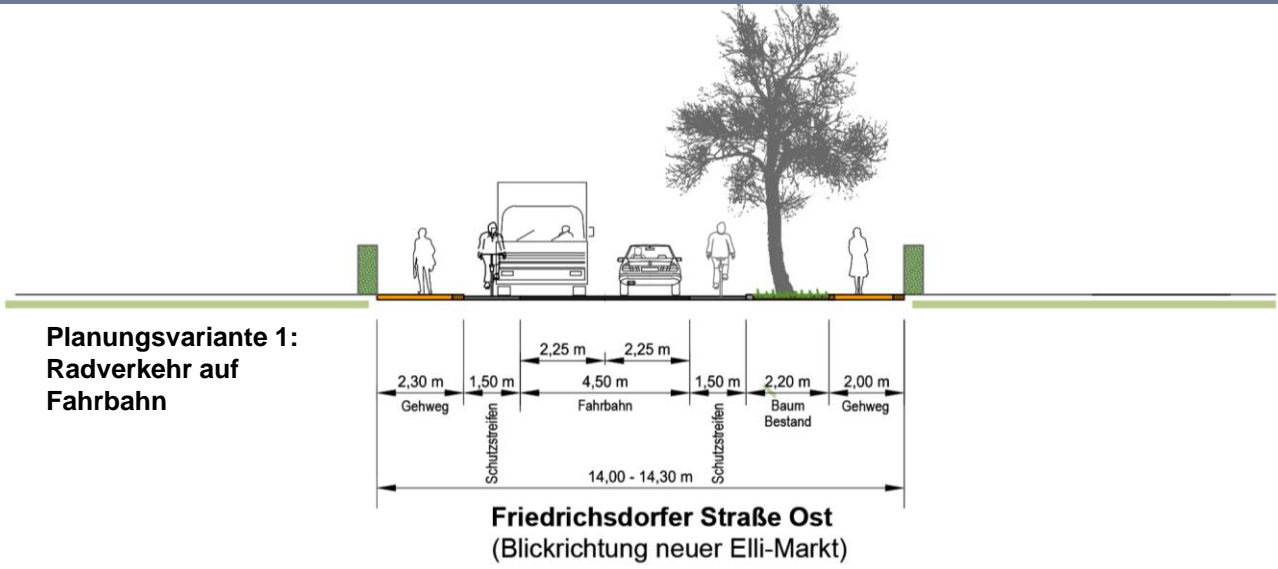 Planungsvariante 1:
Radverkehr auf
Fahrbahn
2,25 m 2,25 m
2,30 m 1,50 m 4,50 m 1,50 m 2,20 m 2,00 m
Gehweg Schutzstreifen Fahrbahn Schutzstreifen Baum Gehweg
Bestand
14,00 - 14,30 m
Friedrichsdorfer Straße Ost
(Blickrichtung neuer Elli-Markt)